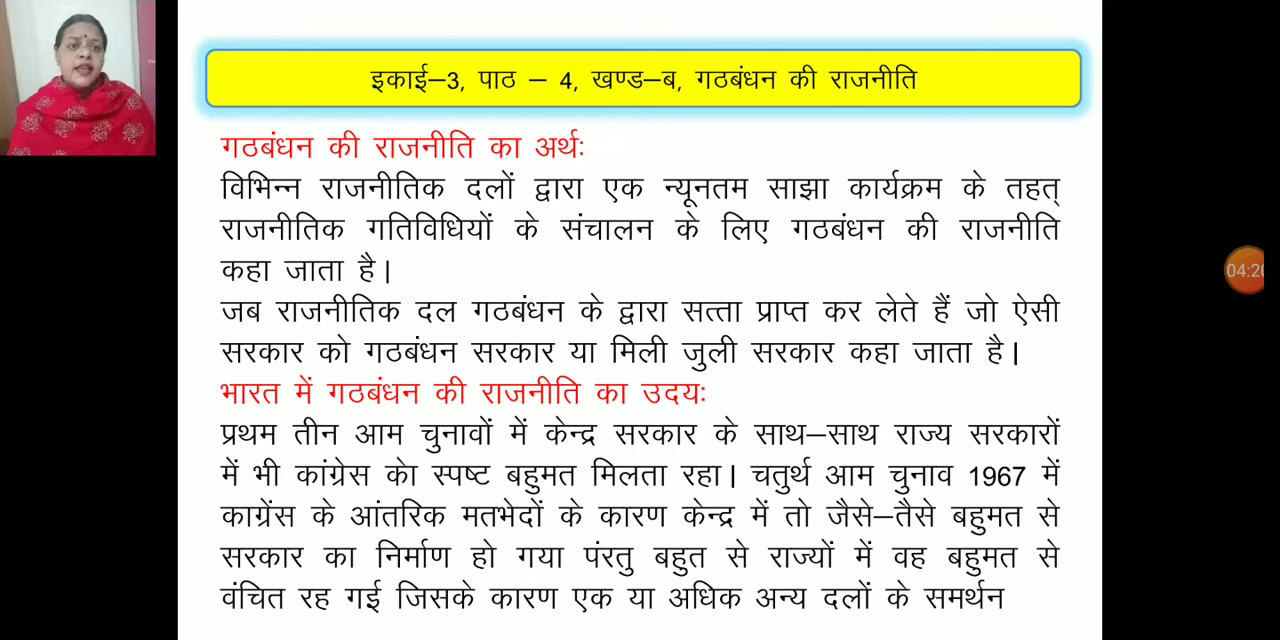 इकाई–3, पाठ – 4, खण्ड–ब, गठबंधन की राजनीति
गठबंधन की राजनीति का अर्थः
विभिन्न राजनीतिक दलों द्वारा एक न्यूनतम साझा कार्यक्रम के तहत्
राजनीतिक गतिविधियों के संचालन के लिए गठबंधन की राजनीति
कहा जाता है।
जब राजनीतिक दल गठबंधन के द्वारा सत्ता प्राप्त कर लेते हैं जो ऐसी
सरकार को गठबंधन सरकार या मिली जुली सरकार कहा जाता है।
भारत में गठबंधन की राजनीति का उदयः
प्रथम तीन आम चुनावों में केन्द्र सरकार के साथ–साथ राज्य सरकारों
में भी कांग्रेस केा स्पष्ट बहुमत मिलता रहा। चतुर्थ आम चुनाव 1967 में
काग्रेंस के आंतरिक मतभेदों के कारण केन्द्र में तो जैसे–तैसे बहुमत से
सरकार का निर्माण हो गया पंरतु बहुत से राज्यों में वह बहुमत से
वंचित रह गई जिसके कारण एक या अधिक अन्य दलों के समर्थन
04:20